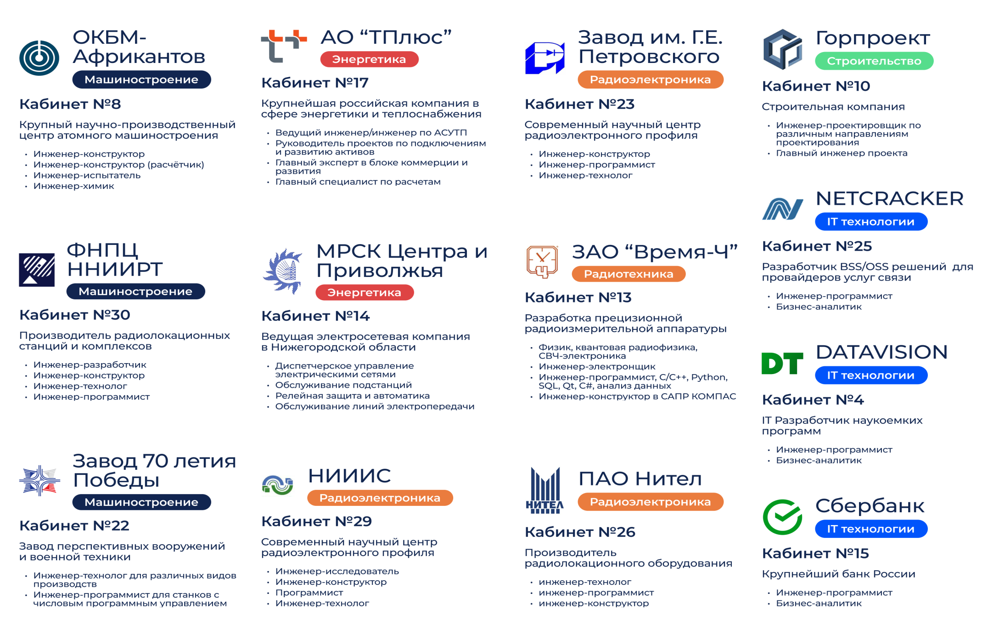 ОКБМ-
Африкантов
Машиностроение
Кабинет №8
Крупный научно-производственный
центр атомного машиностроения
• Инженер-конструктор
• Инженер-конструктор (расчётчик)
• Инженер-испытатель
• Инженер-химик
ФНПЦ
ННИИРТ
Машиностроение
Кабинет №30
Производитель радиолокационных
станций и комплексов
• Инженер-разработчик
• Инженер-конструктор
• Инженер-технолог
• Инженер-программист
Завод 70 летия
Победы
Машиностроение
Кабинет №22
Завод перспективных вооружений
и военной техники
• Инженер-технолог для различных видов
производств
• Инженер-программист для станков с
числовым программным управлением
АО “ТПлюс”
Энергетика
Кабинет №17
Крупнейшая российская компания в
сфере энергетики и теплоснабжения
• Ведущий инженер/инженер по АСУТП
• Руководитель проектов по подключениям
и развитию активов
• Главный эксперт в блоке коммерции и
развития
• Главный специалист по расчетам
МРСК Центра и
Приволжья
Энергетика
Кабинет №14
Ведущая электросетевая компания
в Нижегородской области
• Диспетчерское управление
электрическими сетями
• Обслуживание подстанций
• Релейная защита и автоматика
• Обслуживание линий электропередачи
НИИИС
Радиоэлектроника
Кабинет №29
Современный научный центр
радиоэлектронного профиля
• Инженер-исследователь
• Инженер-конструктор
• Программист
• Инженер-технолог
Завод им. Г.Е.
Петровского
Радиоэлектроника
Кабинет №23
Современный научный центр
радиоэлектронного профиля
• Инженер-конструктор
• Инженер-программист
• Инженер-технолог
ЗАО “Время-Ч”
Радиотехника
Кабинет №13
Разработка прецизионной
радиоизмерительной аппаратуры
• Физик, квантовая радиофизика,
СВЧ-электроника
• Инженер-электронщик
• Инженер-программист, C/C++, Python,
SQL, Qt, C#, анализ данных
• Инженер-конструктор в САПР КОМПАС
НИТЕЛ
ПАО Нител
Радиоэлектроника
Кабинет №26
Производитель
радиолокационного оборудования
• инженер-технолог
• инженер-программист
• инженер-конструктор
Горпроект
Строительство
Кабинет №10
Строительная компания
• Инженер-проектировщик по
различным направлениям
проектирования
• Главный инженер проекта
NETCRACKER
IT технологии
Кабинет №25
Разработчик BSS/OSS решений для
провайдеров услуг связи
• Инженер-программист
• Бизнес-аналитик
DT
DATAVISION
IT технологии
Кабинет №4
IT Разработчик наукоемких
программ
• Инженер-программист
• Бизнес-аналитик
Сбербанк
IT технологии
Кабинет №15
Крупнейший банк России
• Инженер-программист
• Бизнес-аналитик